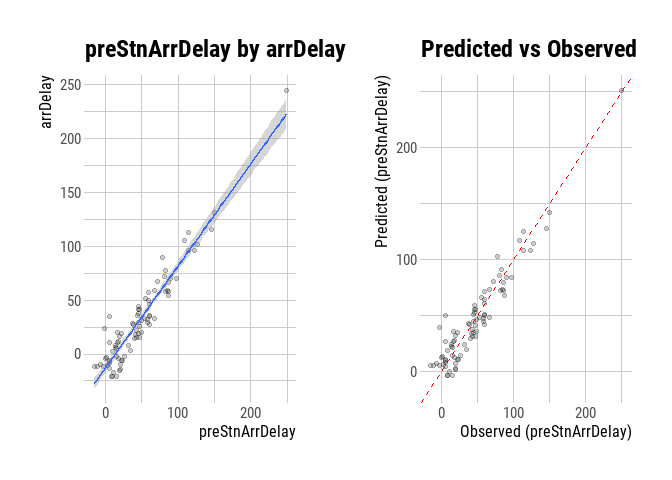 preStnArrDelay by arrDelay
arrDelay
250
200
150
100
50
0
0 100 200
preStnArrDelay
Predicted vs Observed
Predicted (preStnArrDelay)
200
100
0
0 100 200
Observed (preStnArrDelay)